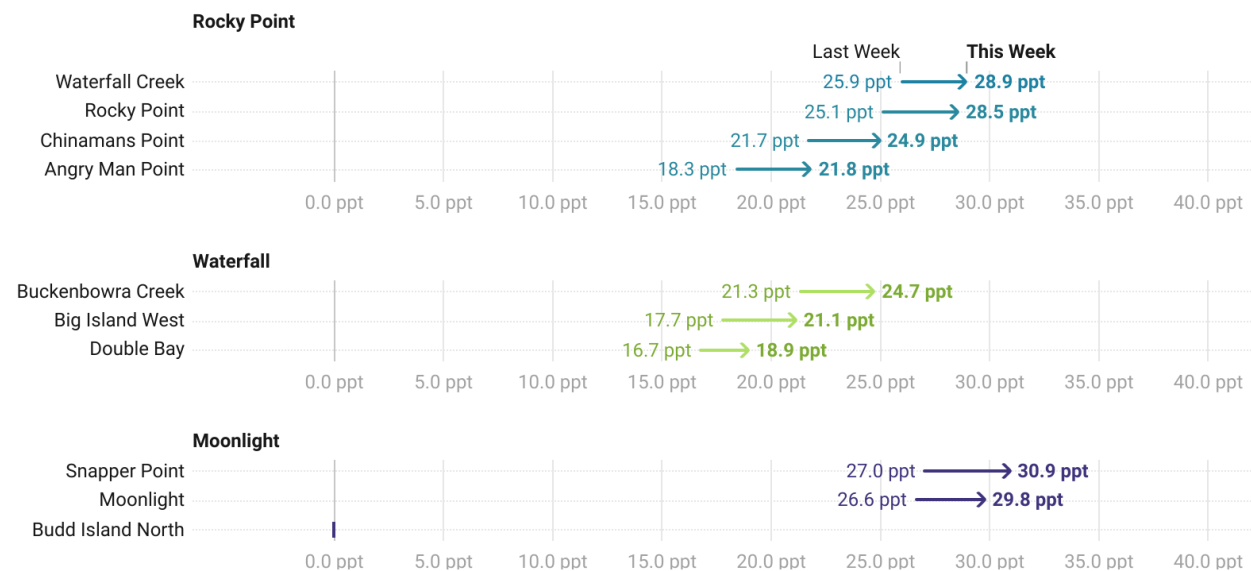 Rocky Point
Last Week This Week
Waterfall Creek 25.9 ppt 28.9 ppt
Rocky Point 25.1 ppt 28.5 ppt
Chinamans Point 21.7 ppt 24.9 ppt
Angry Man Point 18.3 ppt 21.8 ppt
0.0 ppt 5.0 ppt 10.0 ppt 15.0 ppt 20.0 ppt 25.0 ppt 30.0 ppt 35.0 ppt 40.0 ppt
Waterfall
Buckenbowra Creek 21.3 ppt 24.7 ppt
Big Island West 17.7 ppt 21.1 ppt
Double Bay 16.7 ppt 18.9 ppt
0.0 ppt 5.0 ppt 10.0 ppt 15.0 ppt 20.0 ppt 25.0 ppt 30.0 ppt 35.0 ppt 40.0 ppt
Moonlight
Snapper Point 27.0 ppt 30.9 ppt
Moonlight 26.6 ppt 29.8 ppt
Budd Island North
0.0 ppt 5.0 ppt 10.0 ppt 15.0 ppt 20.0 ppt 25.0 ppt 30.0 ppt 35.0 ppt 40.0 ppt